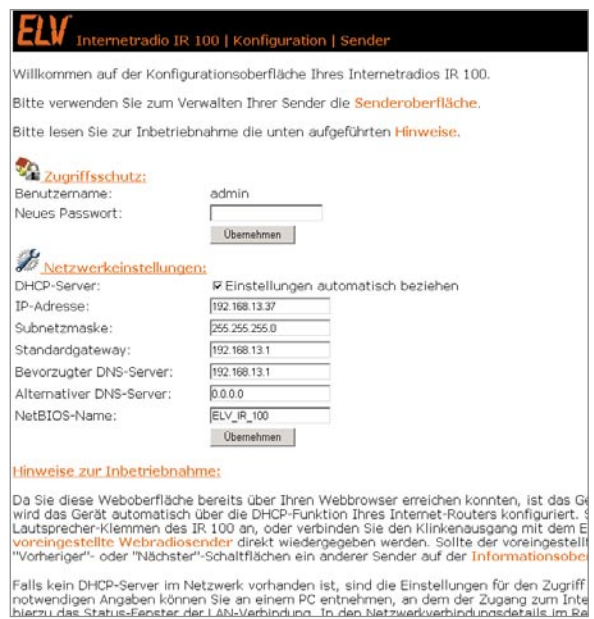 ELV Internetradio IR 100 | Konfiguration | Sender
Willkommen auf der Konfigurationsoberfläche Ihres Internetradios IR 100.
Bitte verwenden Sie zum Verwalten Ihrer Sender die Senderoberfläche.
Bitte lesen Sie zur Inbetriebnahme die unten aufgeführten Hinweise.
Zugriffsschutz:
Benutzername: admin
Neues Passwort:
Übernehmen
Netzwerkeinstellungen:
DHCP-Server: Einstellungen automatisch beziehen
IP-Adresse: 192.168.13.37
Subnetzmaske: 255.255.255.0
Standardgateway: 192.168.13.1
Bevorzugter DNS-Server: 192.168.13.1
Alternativer DNS-Server: 0.0.0.0
NetBIOS-Name: ELV_IR_100
Übernehmen
Hinweise zur Inbetriebnahme:
Da Sie diese Weboberfläche bereits über Ihren Webbrowser erreichen konnten, ist das Ge
wird das Gerät automatisch über die DHCP-Funktion Ihres Internet-Routers konfiguriert. S
Lautsprecher-Klemmen des IR 100 an, oder verbinden Sie den Klinkenausgang mit dem E
voreingestellte Webradiosender direkt wiedergegeben werden. Sollte der voreingestell
"Vorheriger"- oder "Nächster"-Schaltflächen ein anderer Sender auf der Informationsobe
Falls kein DHCP-Server im Netzwerk vorhanden ist, sind die Einstellungen für den Zugriff
notwendigen Angaben können Sie an einem PC entnehmen, an dem der Zugang zum Inte
hierzu das Status-Fenster der LAN-Verbindung. In den Netzwerkverbindungsdetails im Re